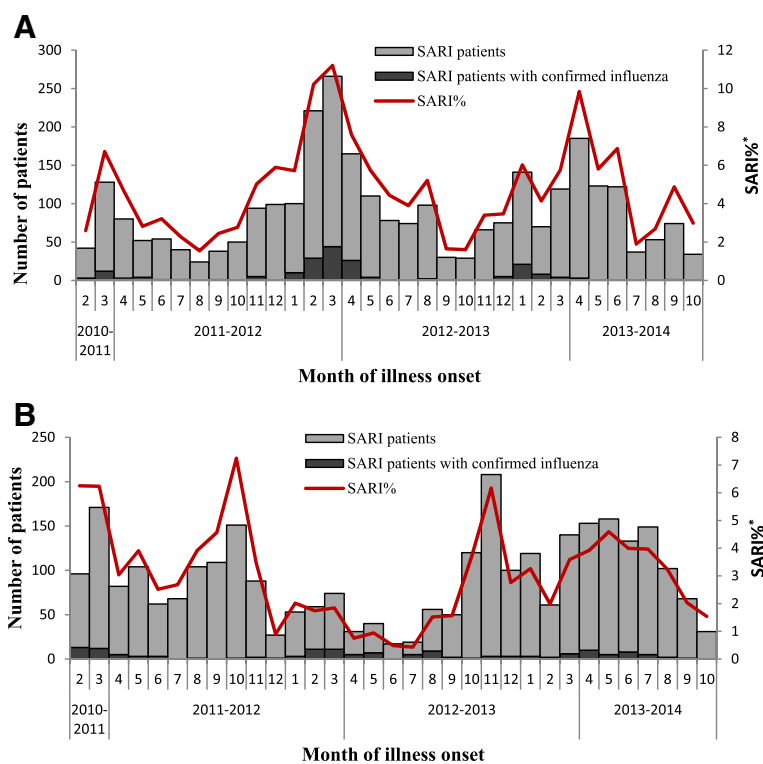 A
SARI patients
SARI patients with confirmed influenza
SARI%
300
250
200
150
100
50
0
Number of patients
12
10
8
6
4
2
0
SARI%*
2 3 4 5 6 7 8 9 10 11 12 1 2 3 4 5 6 7 8 9 10 11 12 1 2 3 4 5 6 7 8 9 10
2010-
2011
2011-2012
2012-2013
2013-2014
Month of illness onset
B
SARI patients
SARI patients with confirmed influenza
SARI%
250
200
150
100
50
0
Number of patients
8
7
6
5
4
3
2
1
0
SARI%*
2 3 4 5 6 7 8 9 10 11 12 1 2 3 4 5 6 7 8 9 10 11 12 1 2 3 4 5 6 7 8 9 10
2010-
2011
2011-2012
2012-2013
2013-2014
Month of illness onset